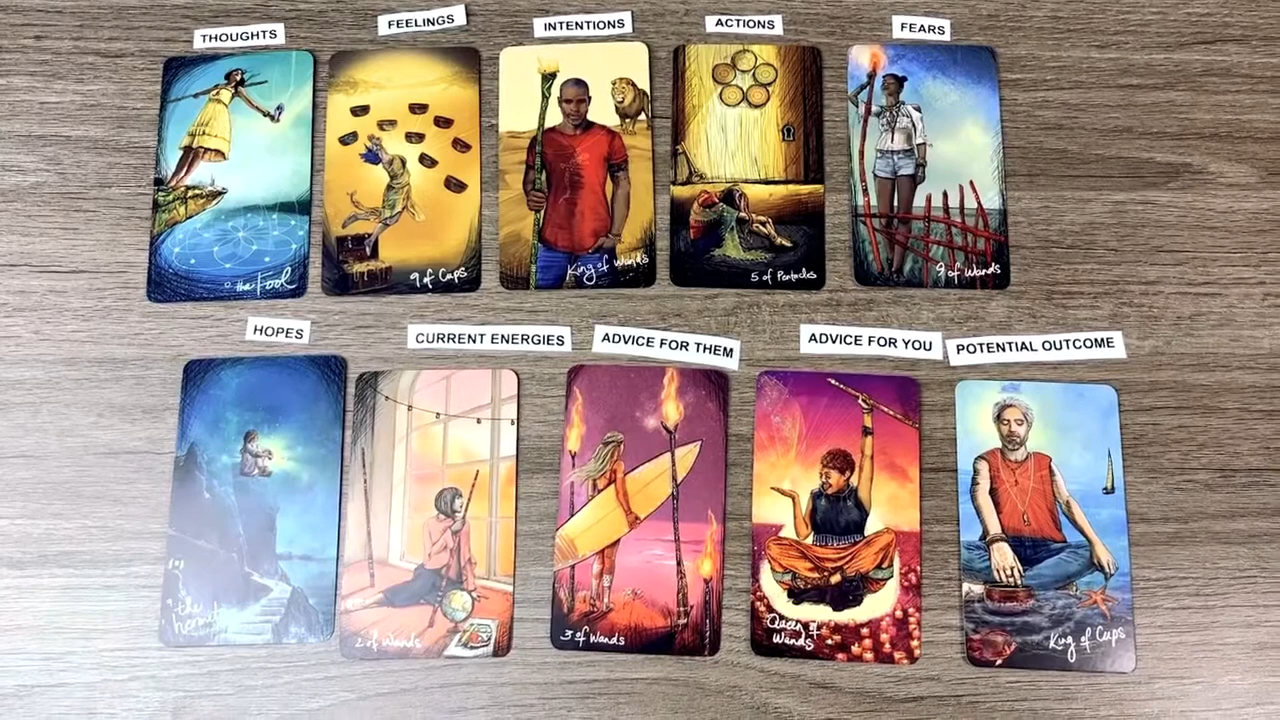 THOUGHTS
FEELINGS
INTENTIONS
ACTIONS
FEARS
the Fool
9 of Cups
King of Wands
5 of Pentacles
9 of Wands
HOPES
CURRENT ENERGIES
ADVICE FOR THEM
ADVICE FOR YOU
POTENTIAL OUTCOME
the
hermit
2 of Wands
3 of Wands
Queen of
Wands
King of Cups